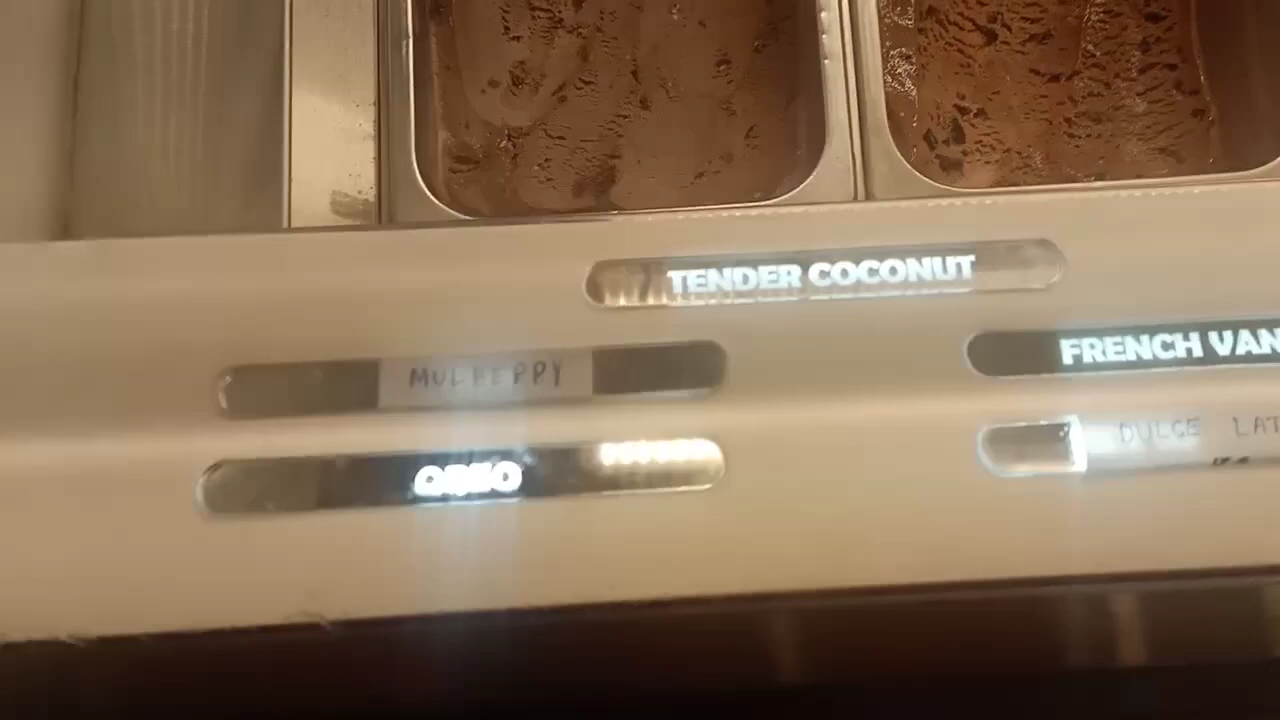 TENDER COCONUT
MULBERRY
FRENCH VAN
OREO
DULCE LAT